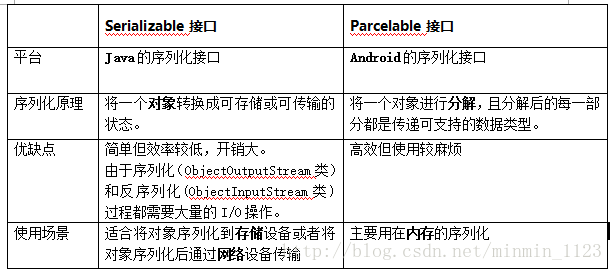 Serializable 接口 Parcelable 接口
平台 Java的序列化接口 Android的序列化接口
序列化原理 将一个对象转换成可存储或可传输的 将一个对象进行分解，且分解后的每一部
状态。 分都是传递可支持的数据类型。
优缺点 简单但效率较低，开销大。 高效但使用较麻烦
由于序列化(ObjectOutputStream类)
和反序列化(ObjectInputStream类)
过程都需要大量的I/O操作。
使用场景 适合将对象序列化到存储设备或者将 主要用在内存的序列化
对象序列化后通过网络设备传输
http://blog.csdn.net/minmin_1123